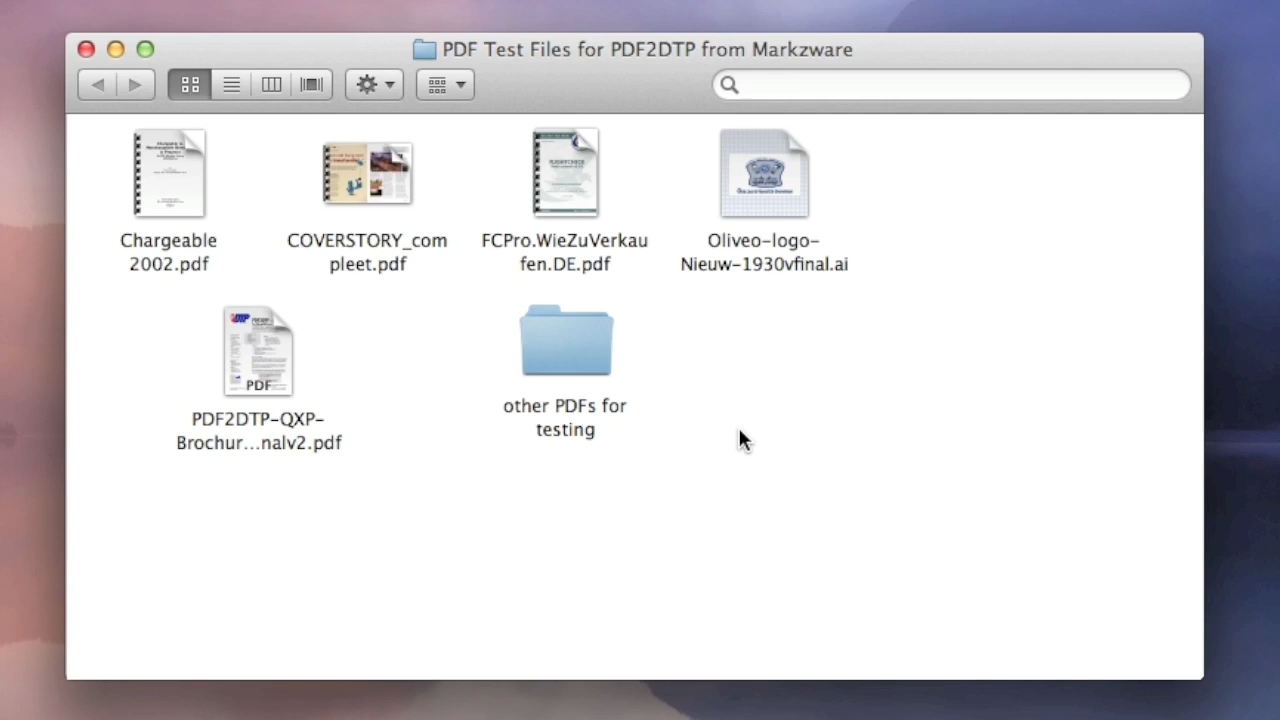 PDF Test Files for PDF2DTP from Markzware
Chargeable
2002.pdf
COVERSTORY_com
pleet.pdf
FCPro.WieZuVerkau
fen.DE.pdf
Oliveo-logo-
Nieuw-1930vfinal.ai
PDF
PDF2DTP-QXP-
Brochur...nalv2.pdf
other PDFs for
testing